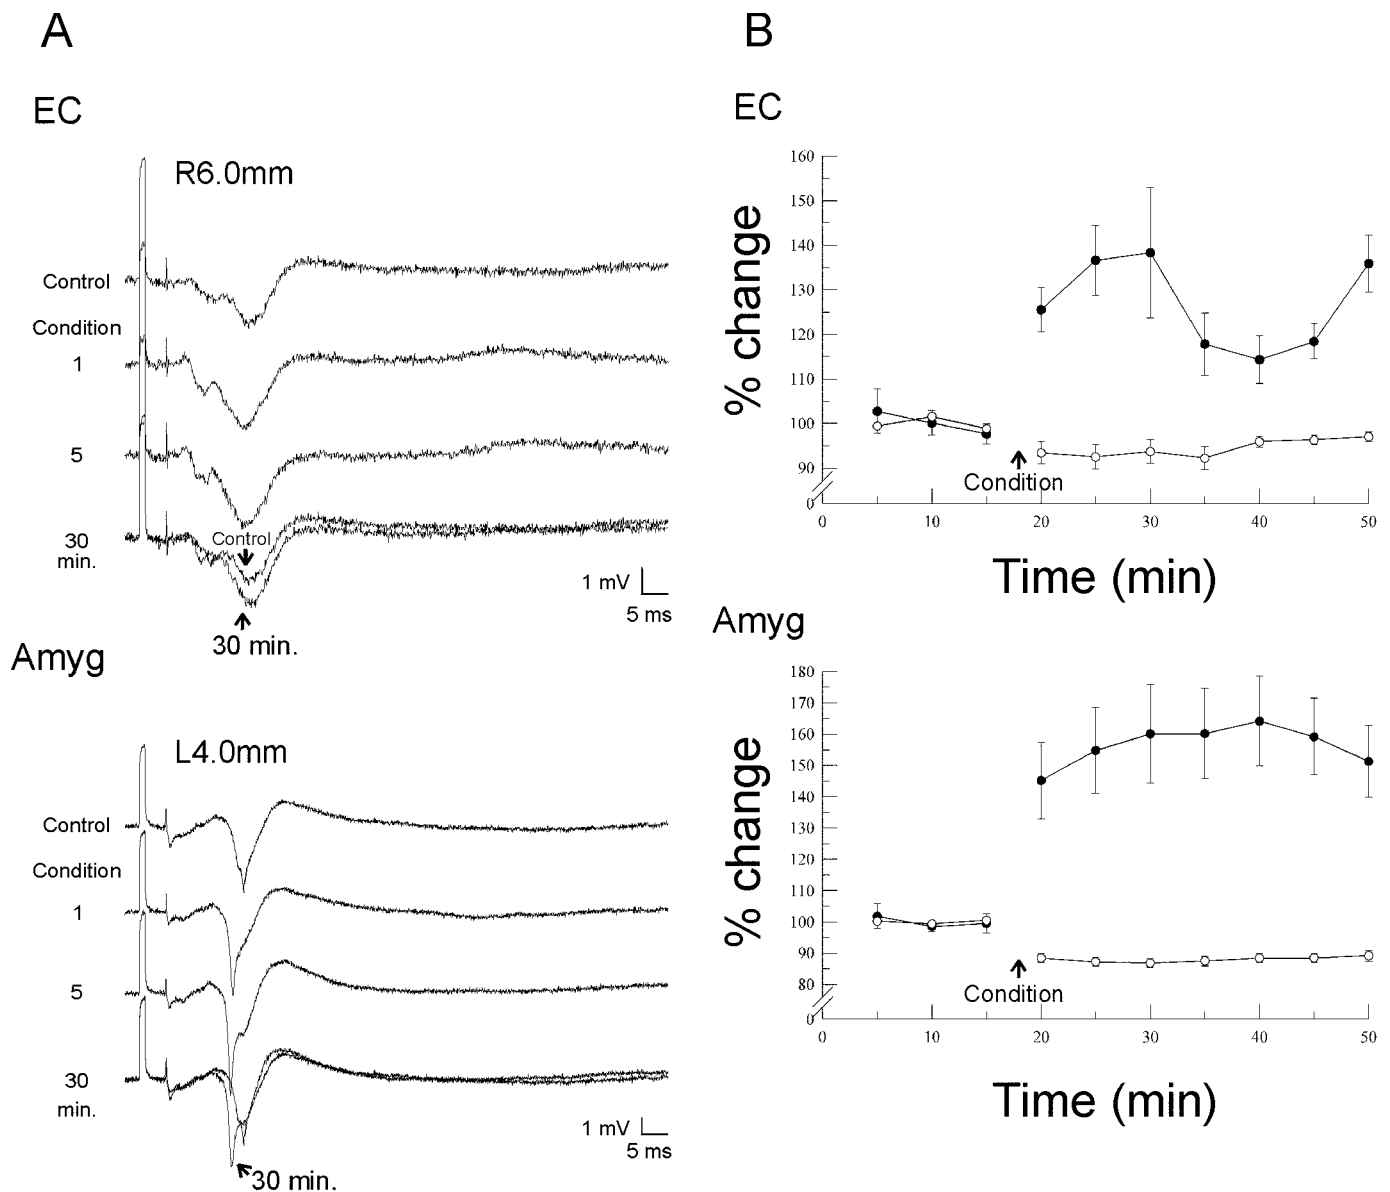 A
EC
R6.0mm
Control
Condition
1
5
30
min.
Control
30 min.
1 mV
5 ms
Amyg
L4.0mm
Control
Condition
1
5
30
min.
30 min.
1 mV
5 ms
B
EC
% change
160
150
140
130
120
110
100
90
0
Condition
0 10 20 30 40 50
Time (min)
Amyg
% change
180
170
160
150
140
130
120
110
100
90
80
0
Condition
0 10 20 30 40 50
Time (min)